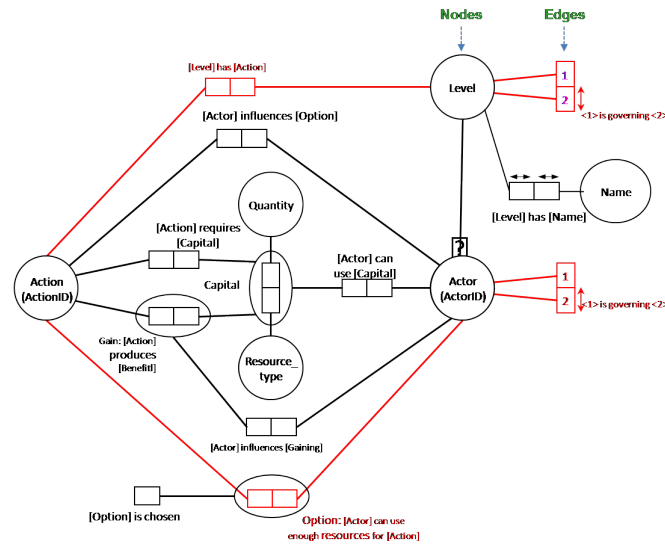 Nodes
Edges
[Level] has [Action]
Level
1
2
<1> is governing <2>
[Actor] influences [Option]
Quantity
Name
[Level] has [Name]
[Action] requires
[Capital]
[Actor] can
use [Capital]
?
Action
(ActionID)
Capital
Actor
(ActorID)
1
2
<1> is governing <2>
Gain: [Action]
produces
[Benefitl]
Resource_
type
[Actor] influences [Gaining]
[Option] is chosen
Option: [Actor] can use
enough resources for [Action]